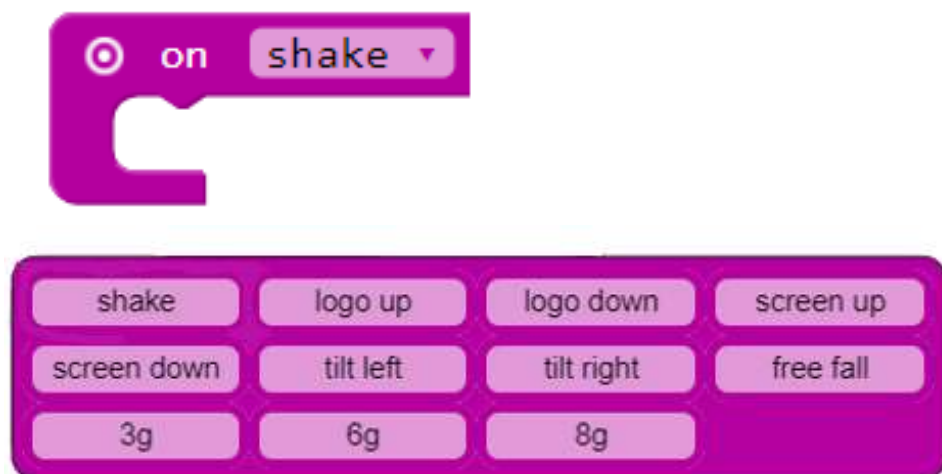 on shake
shake logo up logo down screen up
screen down tilt left tilt right free fall
3g 6g 8g